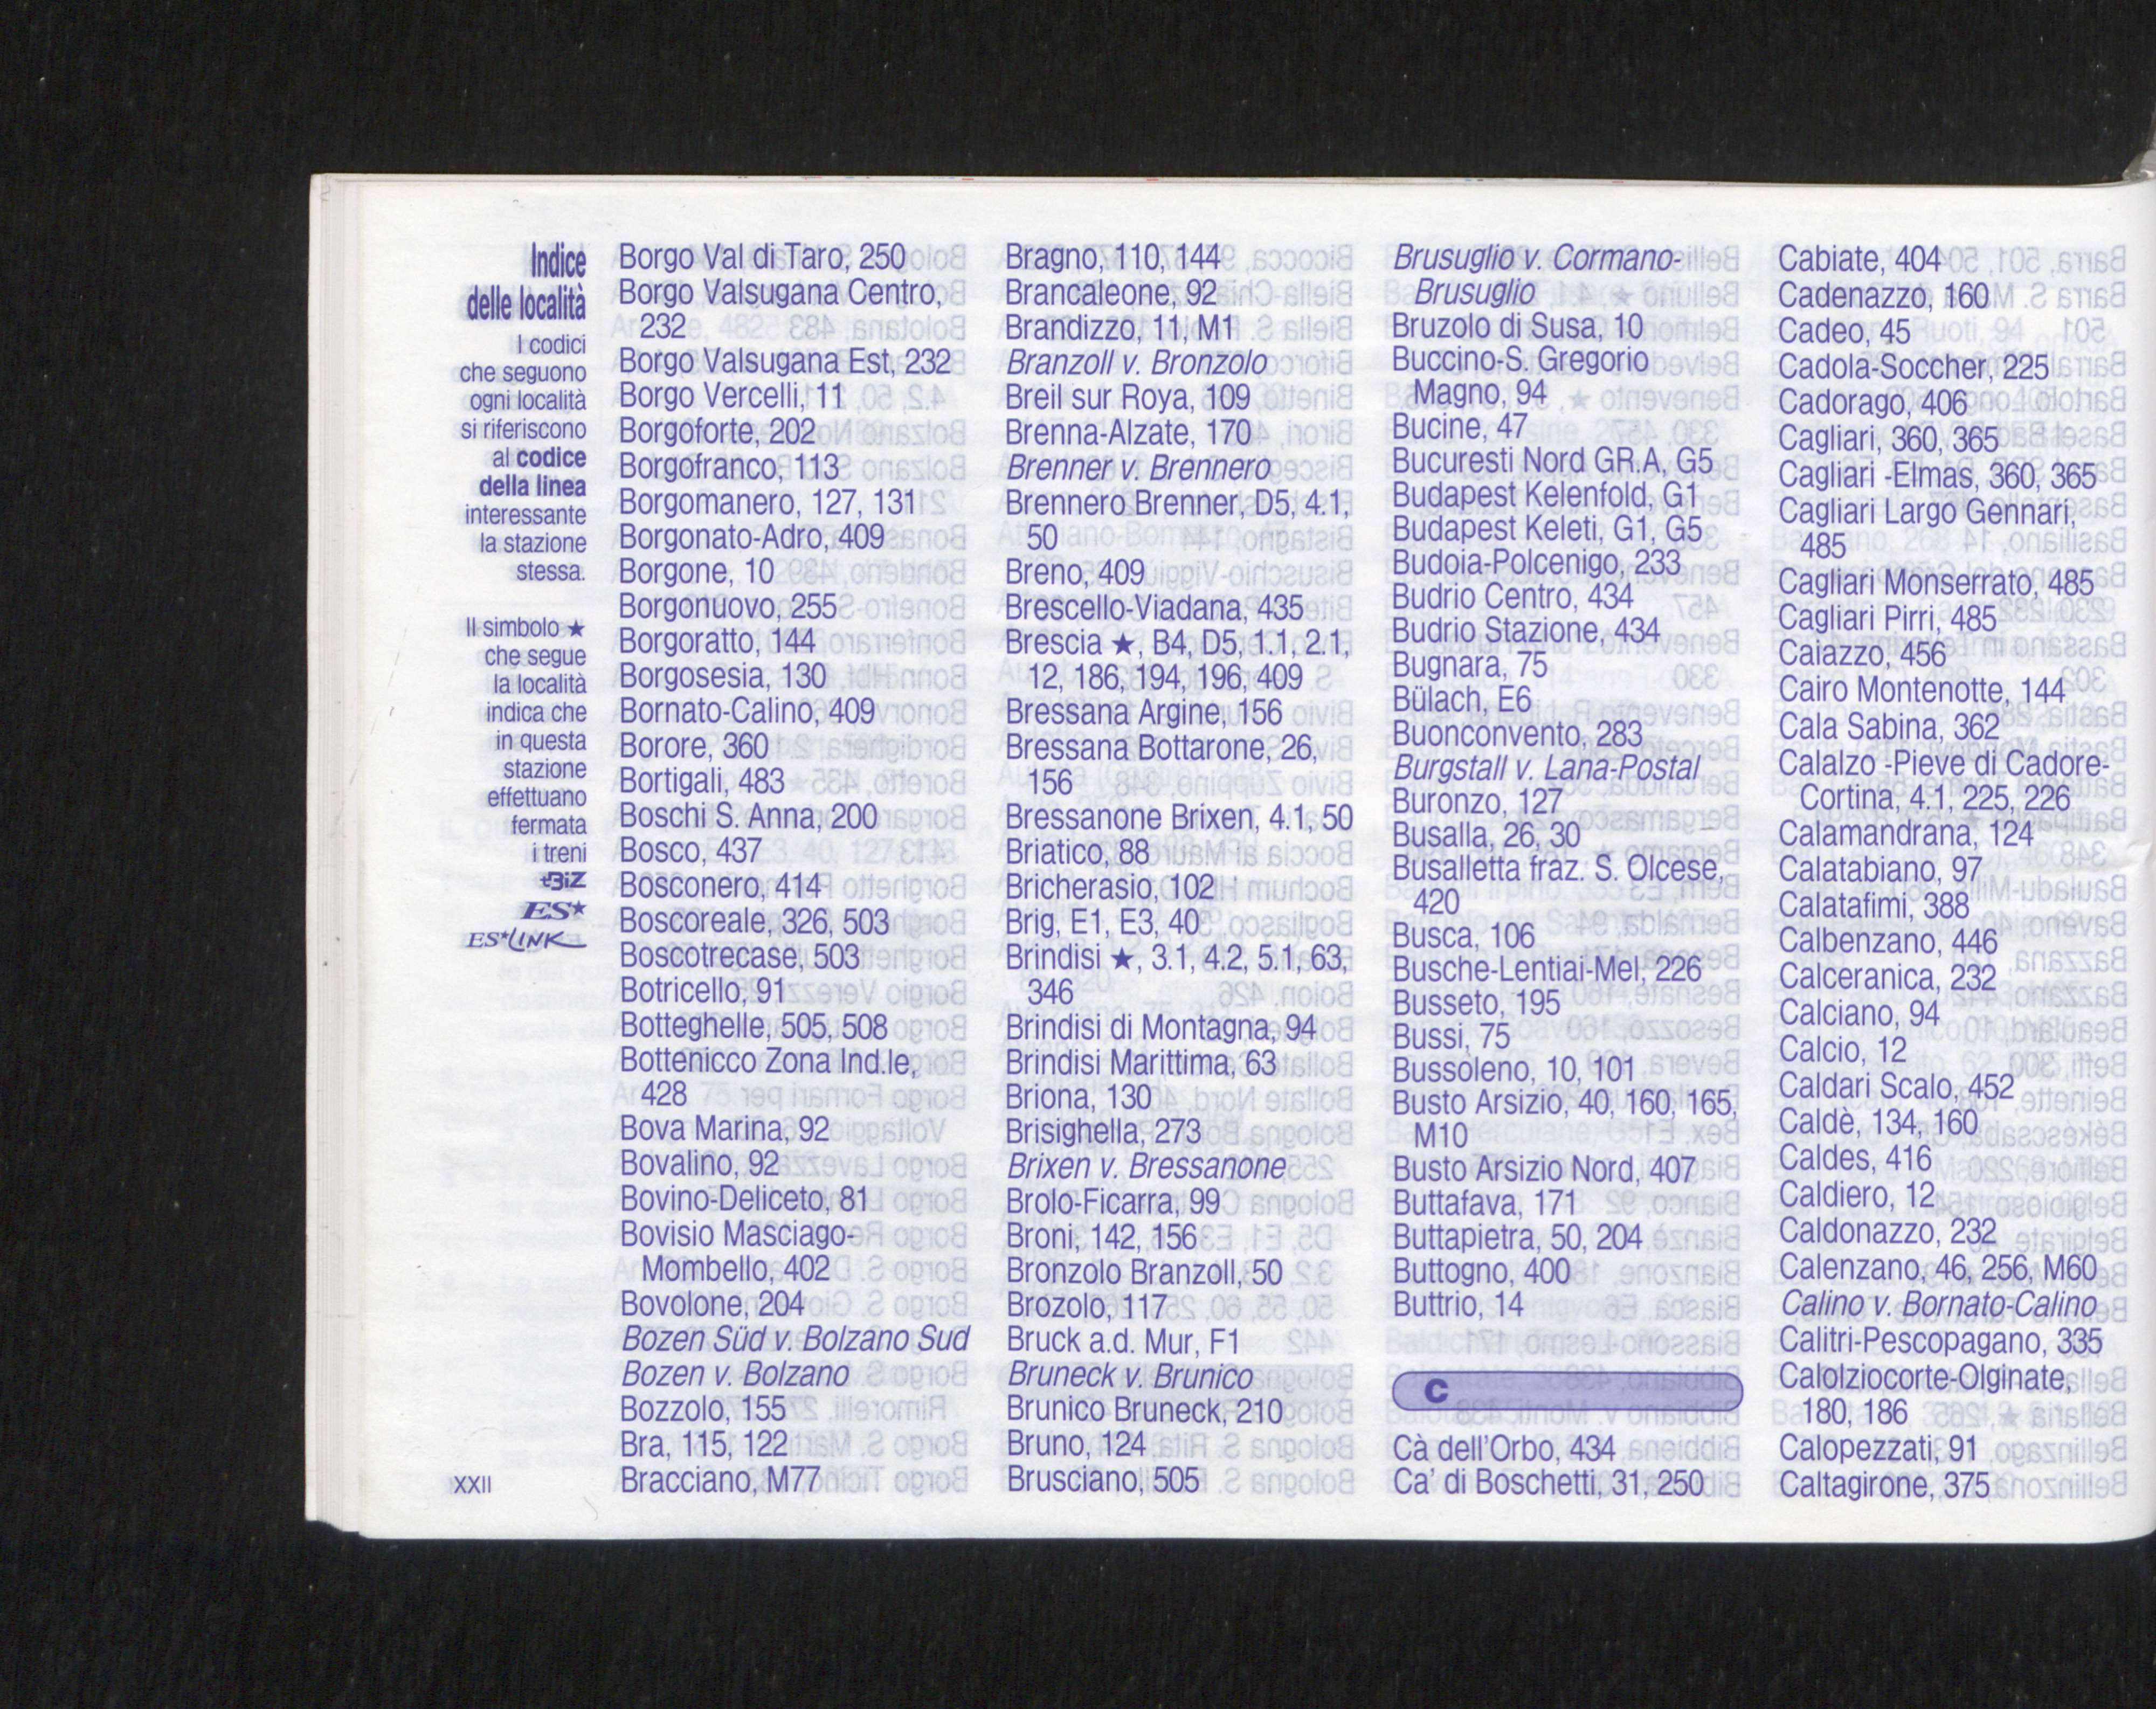 Indice
delle località
I codici
che seguono
ogni località
si riferiscono
al codice
della linea
interessante
la stazione
stessa.
Il simbolo ★
che segue
la località
indica che
in questa
stazione
effettuano
fermata
i treni
tBiZ
ES★
ES★LINK
XXII
Borgo Val di Taro, 250
Borgo Valsugana Centro,
232
Borgo Valsugana Est, 232
Borgo Vercelli, 11
Borgoforte, 202
Borgofranco, 113
Borgomanero, 127, 131
Borgonato-Adro, 409
Borgone, 10
Borgonuovo, 255
Borgoratto, 144
Borgosesia, 130
Bornato-Calino, 409
Borore, 360
Bortigali, 483
Boschi S. Anna, 200
Bosco, 437
Bosconero, 414
Boscoreale, 326, 503
Boscotrecase, 503
Botricello, 91
Botteghelle, 505, 508
Bottenicco Zona Ind.le,
428
Bova Marina, 92
Bovalino, 92
Bovino-Deliceto, 81
Bovisio Masciago-
Mombello, 402
Bovolone, 204
Bozen Süd v. Bolzano Sud
Bozen v. Bolzano
Bozzolo, 155
Bra, 115, 122
Bracciano, M77
Bragno, 110, 144
Brancaleone, 92
Brandizzo, 11, M1
Branzoll v. Bronzolo
Breil sur Roya, 109
Brenna-Alzate, 170
Brenner v. Brennero
Brennero Brenner, D5, 4.1,
50
Breno, 409
Brescello-Viadana, 435
Brescia ★, B4, D5, 1.1, 2.1,
12, 186, 194, 196, 409
Bressana Argine, 156
Bressana Bottarone, 26,
156
Bressanone Brixen, 4.1, 50
Briatico, 88
Bricherasio, 102
Brig, E1, E3, 40
Brindisi ★, 3.1, 4.2, 5.1, 63,
346
Brindisi di Montagna, 94
Brindisi Marittima, 63
Briona, 130
Brisighella, 273
Brixen v. Bressanone
Brolo-Ficarra, 99
Broni, 142, 156
Bronzolo Branzoll, 50
Brozolo, 117
Bruck a.d. Mur, F1
Bruneck v. Brunico
Brunico Bruneck, 210
Bruno, 124
Brusciano, 505
Brusuglio v. Cormano-
Brusuglio
Bruzolo di Susa, 10
Buccino-S. Gregorio
Magno, 94
Bucine, 47
Bucuresti Nord GR.A, G5
Budapest Kelenfold, G1
Budapest Keleti, G1, G5
Budoia-Polcenigo, 233
Budrio Centro, 434
Budrio Stazione, 434
Bugnara, 75
Bülach, E6
Buonconvento, 283
Burgstall v. Lana-Postal
Buronzo, 127
Busalla, 26, 30
Busalletta fraz. S. Olcese,
420
Busca, 106
Busche-Lentiai-Mel, 226
Busseto, 195
Bussi, 75
Bussoleno, 10, 101
Busto Arsizio, 40, 160, 165,
M10
Busto Arsizio Nord, 407
Buttafava, 171
Buttapietra, 50, 204
Buttogno, 400
Buttrio, 14
C
Cà dell'Orbo, 434
Ca' di Boschetti, 31, 250
Cabiate, 404
Cadenazzo, 160
Cadeo, 45
Cadola-Soccher, 225
Cadorago, 406
Cagliari, 360, 365
Cagliari -Elmas, 360, 365
Cagliari Largo Gennari,
485
Cagliari Monserrato, 485
Cagliari Pirri, 485
Caiazzo, 456
Cairo Montenotte, 144
Cala Sabina, 362
Calalzo -Pieve di Cadore-
Cortina, 4.1, 225, 226
Calamandrana, 124
Calatabiano, 97
Calatafimi, 388
Calbenzano, 446
Calceranica, 232
Calciano, 94
Calcio, 12
Caldari Scalo, 452
Caldè, 134, 160
Caldes, 416
Caldiero, 12
Caldonazzo, 232
Calenzano, 46, 256, M60
Calino v. Bornato-Calino
Calitri-Pescopagano, 335
Calolziocorte-Olginate,
180, 186
Calopezzati, 91
Caltagirone, 375